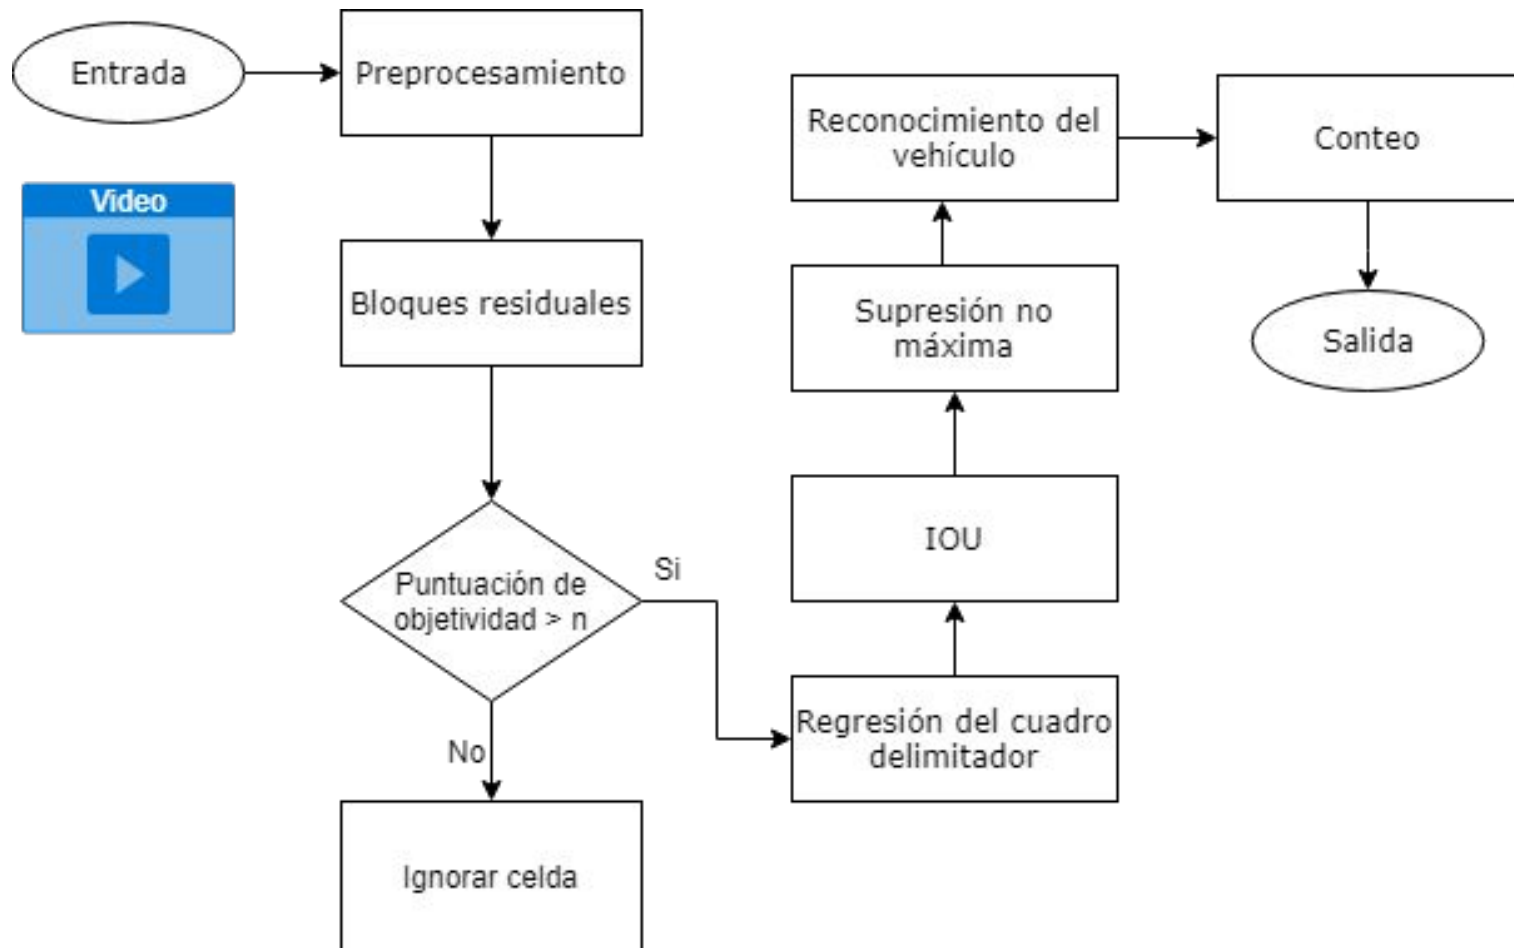 Entrada
Preprocesamiento
Video
Bloques residuales
Puntuación de
objetividad > n
Si
No
Ignorar celda
Regresión del cuadro
delimitador
IOU
Supresión no
máxima
Reconocimiento del
vehículo
Conteo
Salida